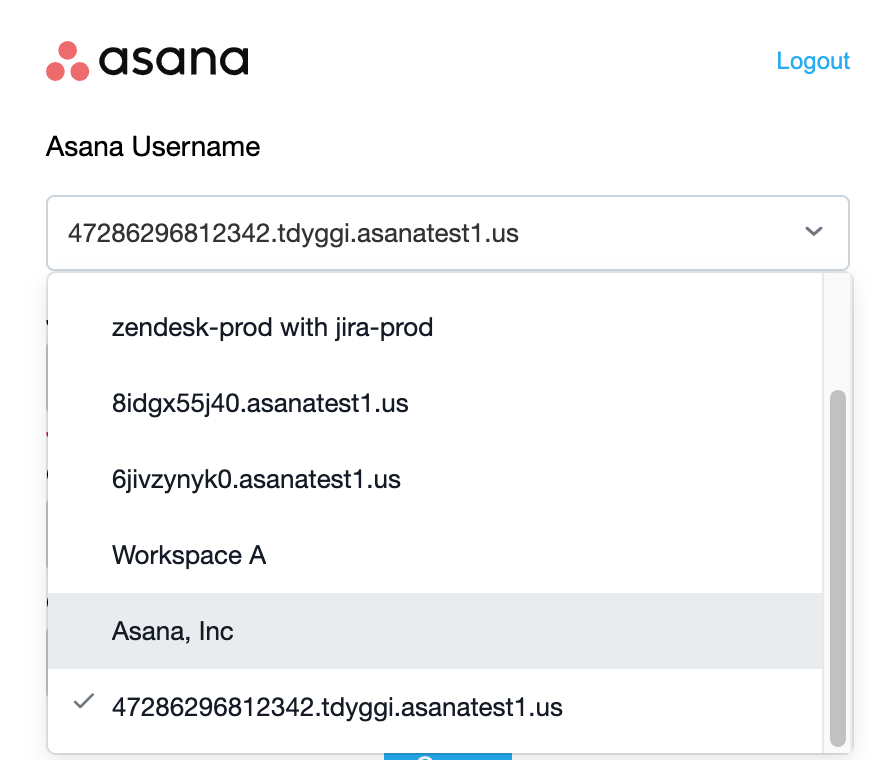 asana
Logout
Asana Username
47286296812342.tdyggi.asanatest1.us
zendesk-prod with jira-prod
8idgx55j40.asanatest1.us
6jivzynyk0.asanatest1.us
Workspace A
Asana, Inc
47286296812342.tdyggi.asanatest1.us